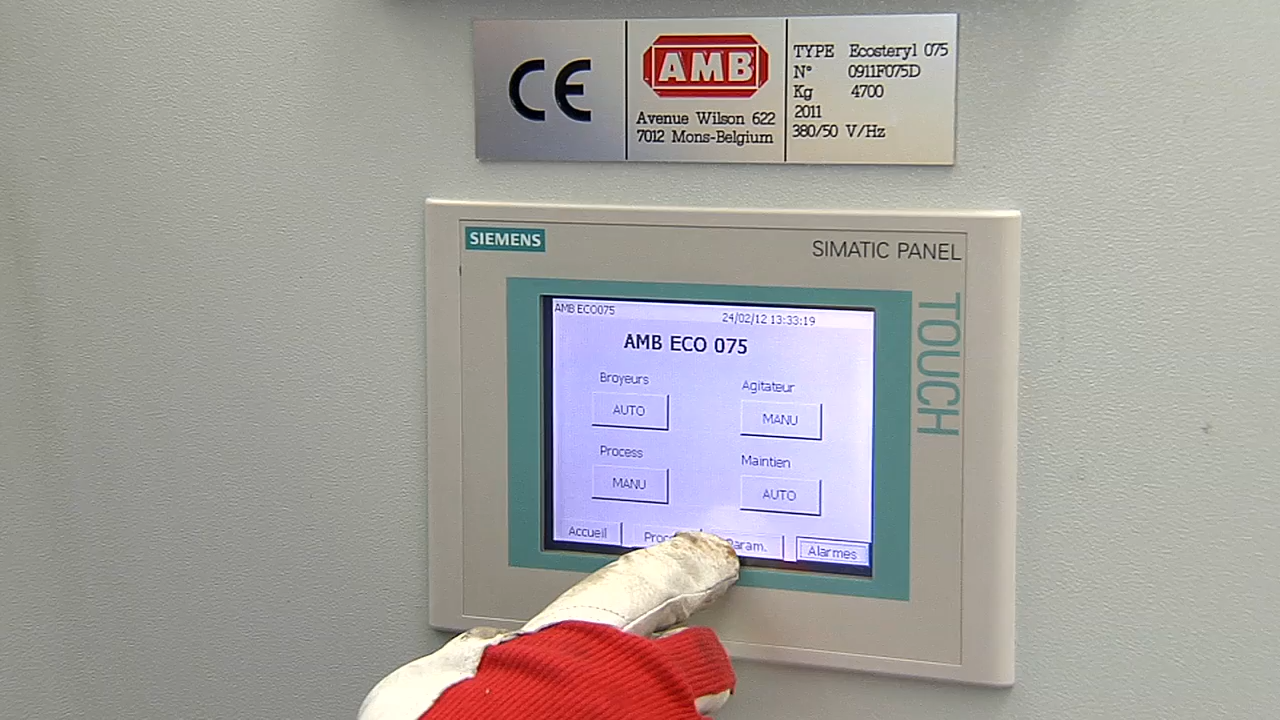 CE
AMB
Avenue Wilson 622
7012 Mons-Belgium
TYPE Ecosteryl 075
N° 0911F075D
Kg 4700
2011
380/50 V/Hz
SIEMENS
SIMATIC PANEL
TOUCH
AMB ECO075
24/02/12 13:33:19
AMB ECO 075
Broyeurs
Agitateur
AUTO
MANU
Process
Maintien
MANU
AUTO
Accueil
Param.
Alarmes